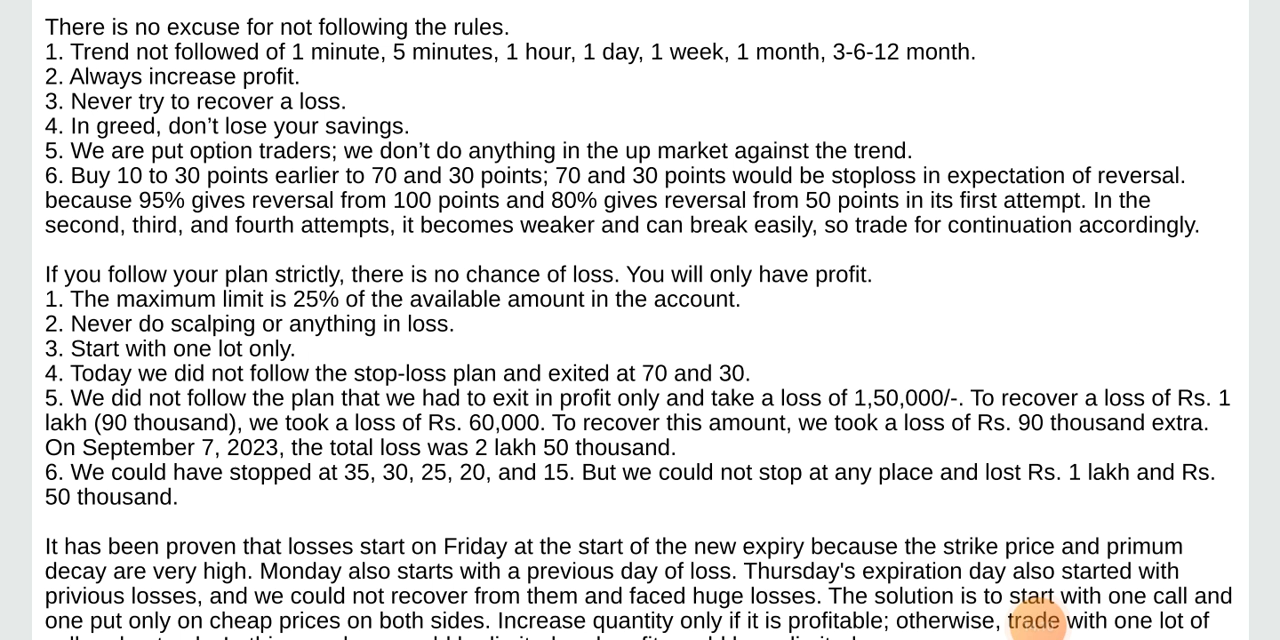 There is no excuse for not following the rules.
1. Trend not followed of 1 minute, 5 minutes, 1 hour, 1 day, 1 week, 1 month, 3-6-12 month.
2. Always increase profit.
3. Never try to recover a loss.
4. In greed, don’t lose your savings.
5. We are put option traders; we don’t do anything in the up market against the trend.
6. Buy 10 to 30 points earlier to 70 and 30 points; 70 and 30 points would be stoploss in expectation of reversal.
because 95% gives reversal from 100 points and 80% gives reversal from 50 points in its first attempt. In the
second, third, and fourth attempts, it becomes weaker and can break easily, so trade for continuation accordingly.
If you follow your plan strictly, there is no chance of loss. You will only have profit.
1. The maximum limit is 25% of the available amount in the account.
2. Never do scalping or anything in loss.
3. Start with one lot only.
4. Today we did not follow the stop-loss plan and exited at 70 and 30.
5. We did not follow the plan that we had to exit in profit only and take a loss of 1,50,000/-. To recover a loss of Rs. 1
lakh (90 thousand), we took a loss of Rs. 60,000. To recover this amount, we took a loss of Rs. 90 thousand extra.
On September 7, 2023, the total loss was 2 lakh 50 thousand.
6. We could have stopped at 35, 30, 25, 20, and 15. But we could not stop at any place and lost Rs. 1 lakh and Rs.
50 thousand.
It has been proven that losses start on Friday at the start of the new expiry because the strike price and primum
decay are very high. Monday also starts with a previous day of loss. Thursday's expiration day also started with
privious losses, and we could not recover from them and faced huge losses. The solution is to start with one call and
one put only on cheap prices on both sides. Increase quantity only if it is profitable; otherwise, trade with one lot of